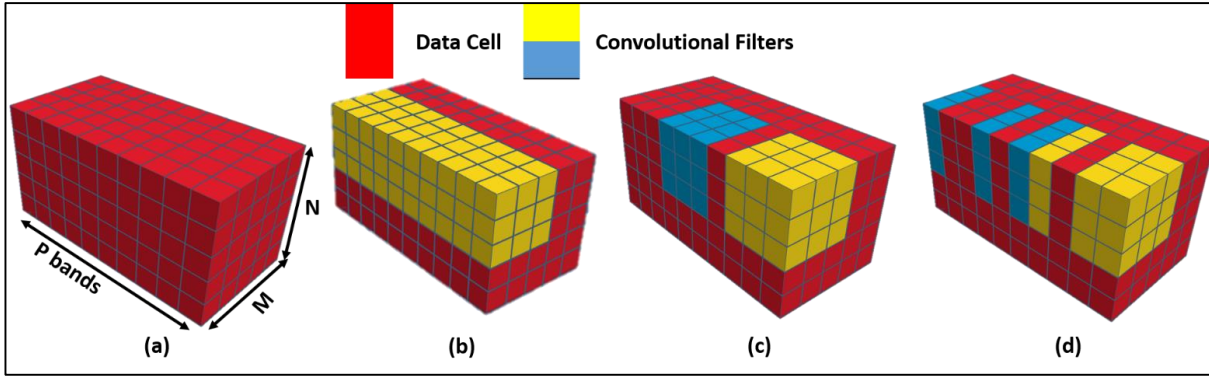 Data Cell
Convolutional Filters
N
P bands
M
(a)
(b)
(c)
(d)